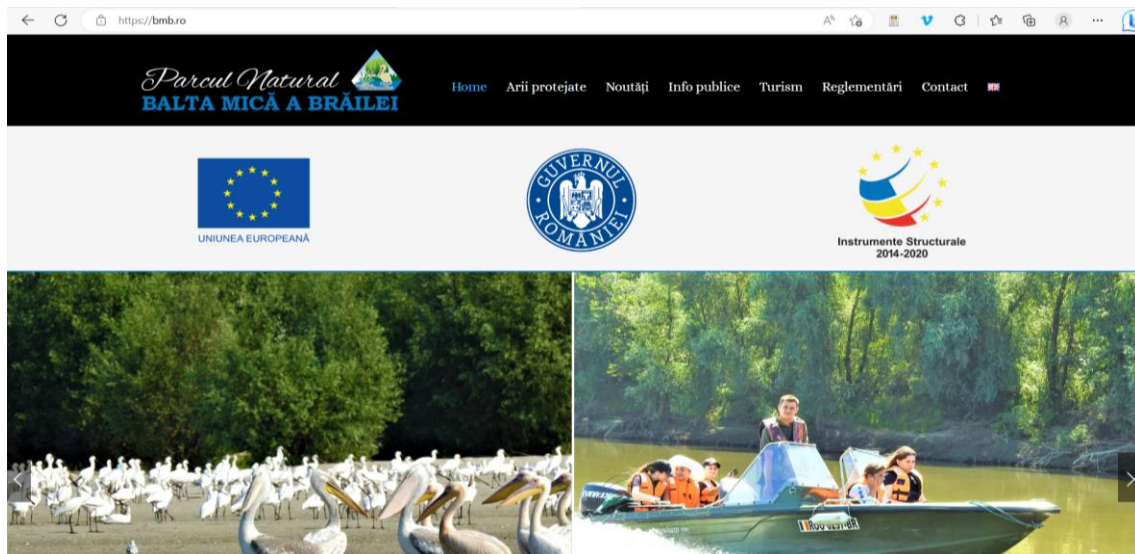 https://bmb.ro
Parcul Natural
BALTA MICĂ A BRĂILEI
Home Arii protejate Noutăți Info publice Turism Reglementări Contact
UNIUNEA EUROPEANĂ
GUVERNUL ROMÂNIEI
Instrumente Structurale
2014-2020